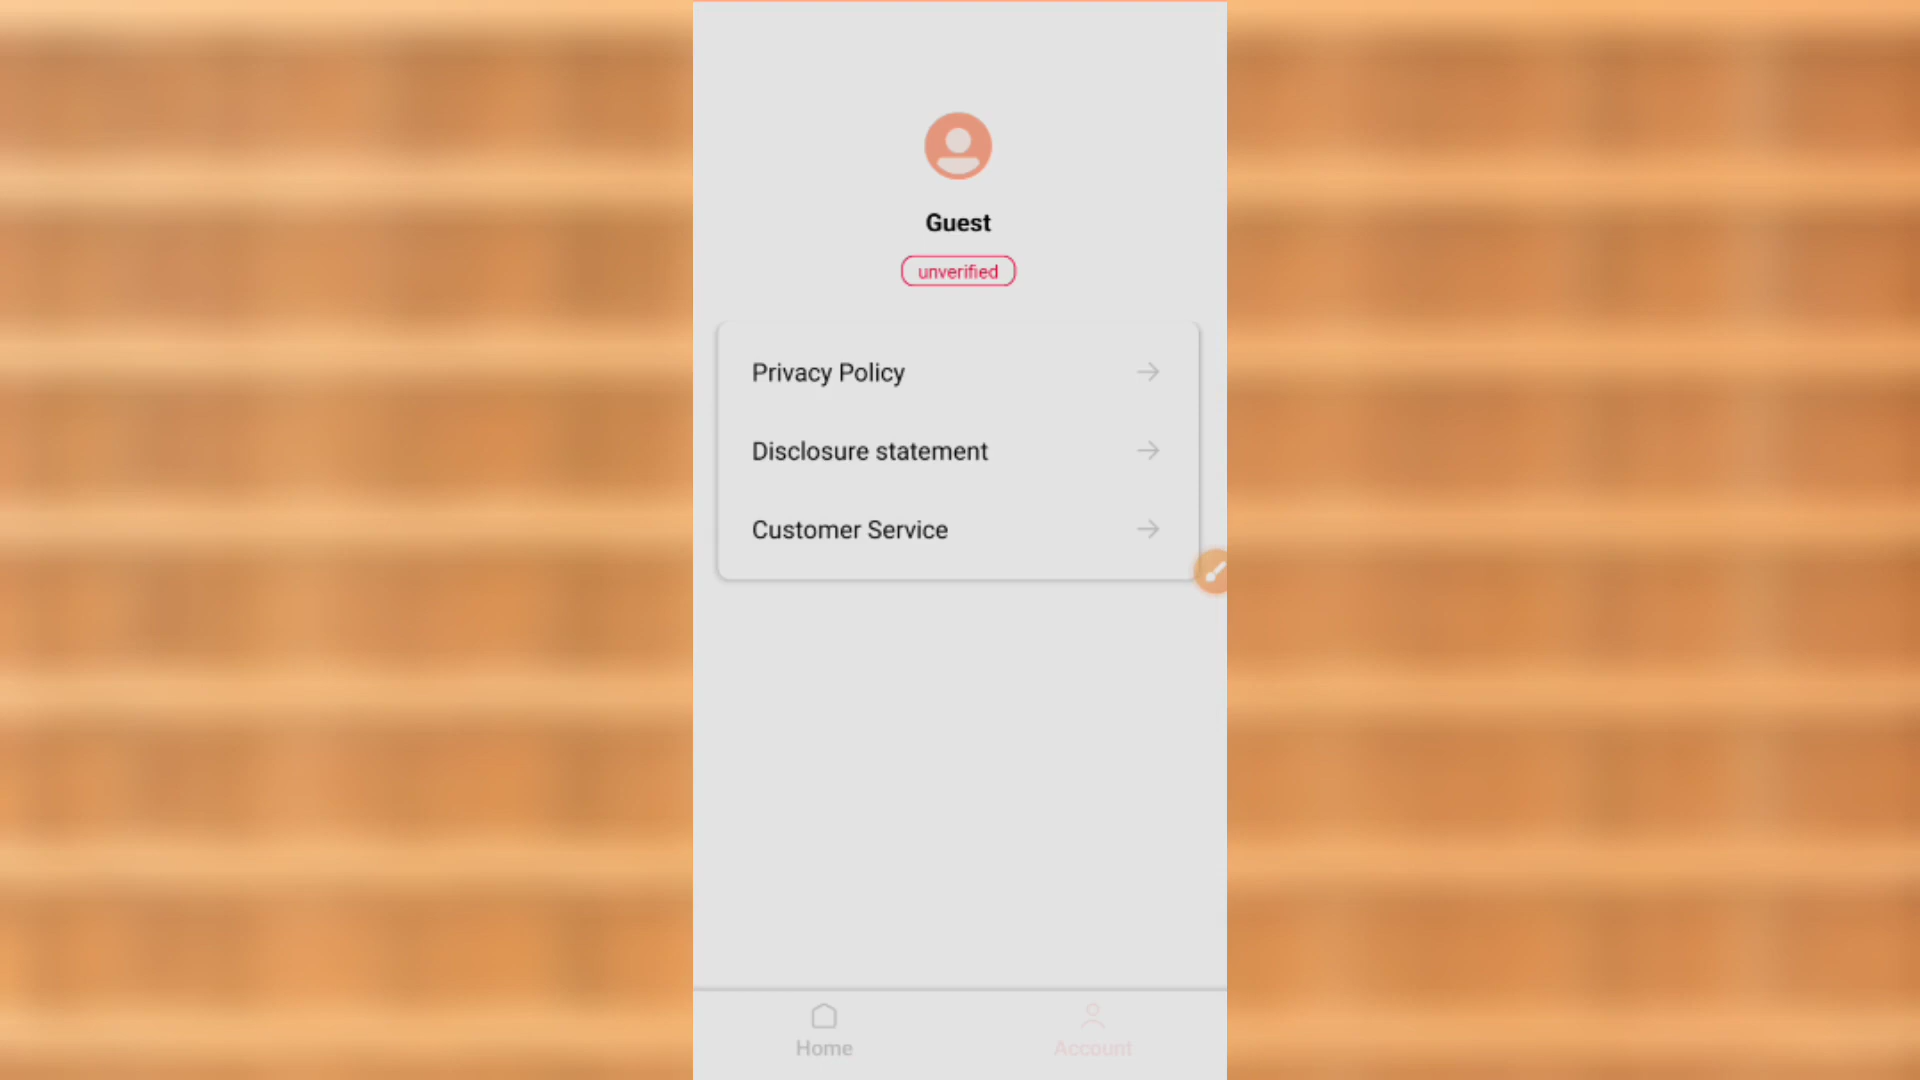 Guest
unverified
Privacy Policy
Disclosure statement
Customer Service
Home
Account